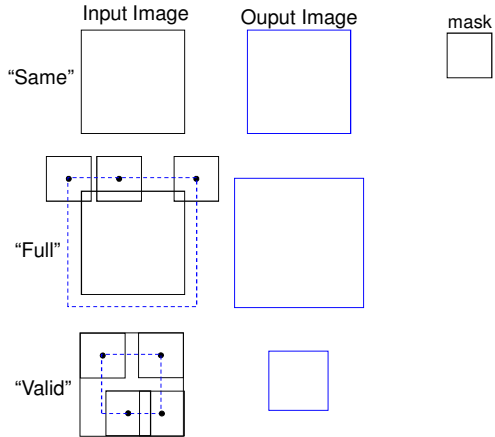 Input Image
Ouput Image
mask
“Same”
“Full”
“Valid”